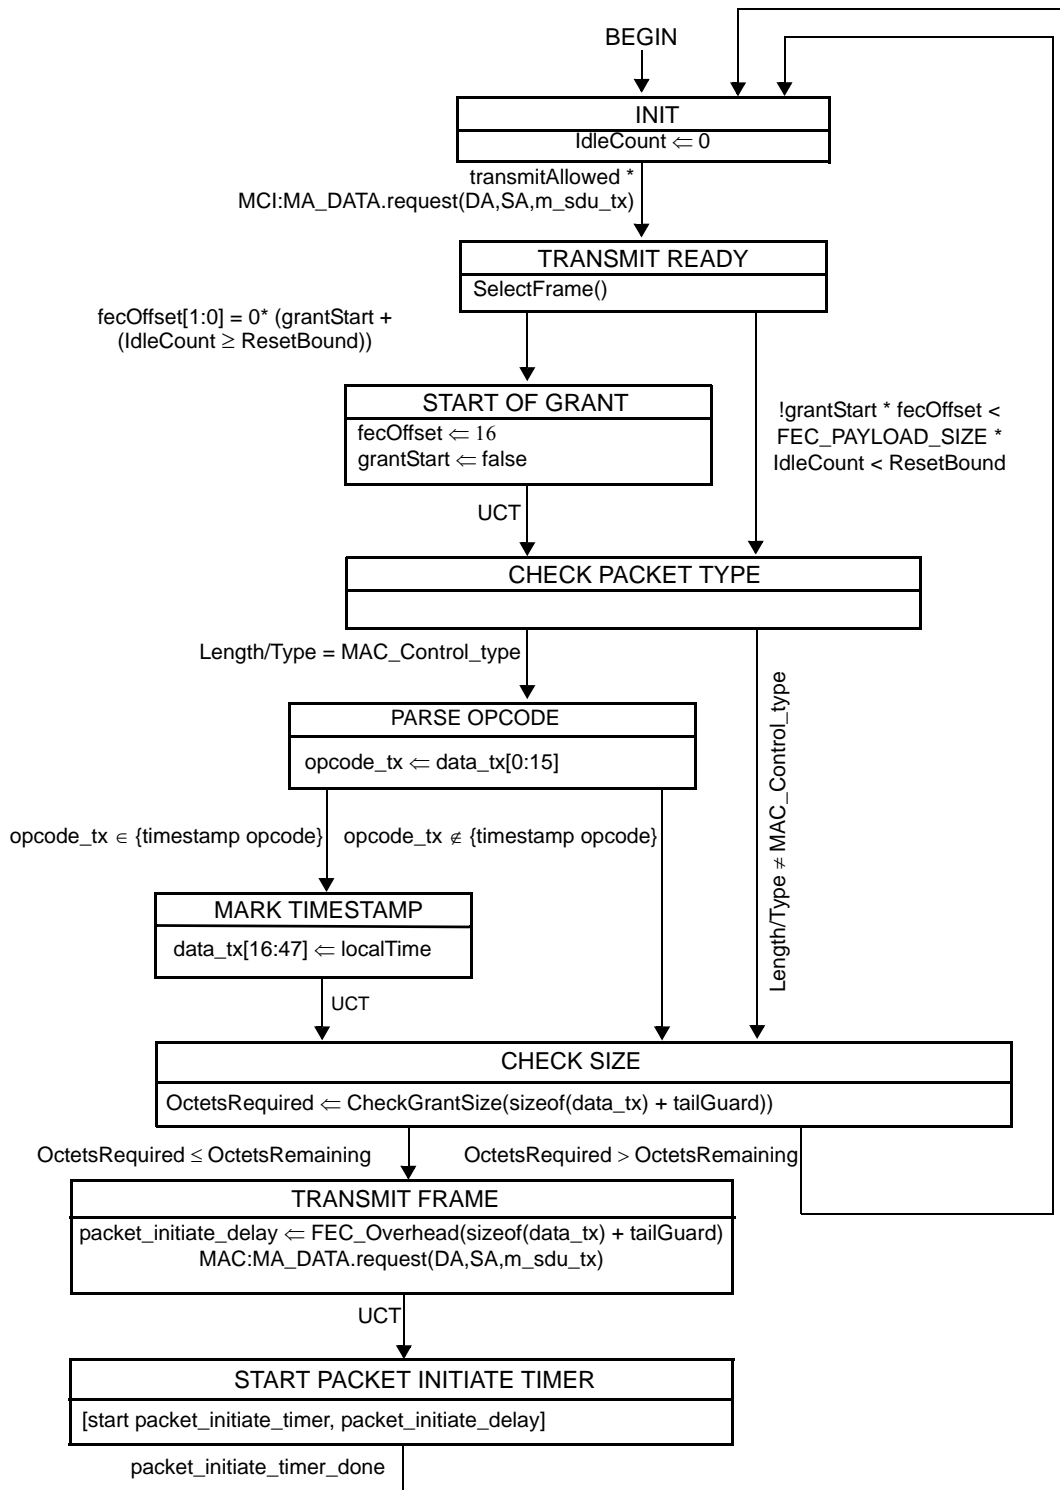 BEGIN
INIT
IdleCount ⇐ 0
transmitAllowed *
MCI:MA_DATA.request(DA,SA,m_sdu_tx)
TRANSMIT READY
SelectFrame()
fecOffset[1:0] = 0* (grantStart +
(IdleCount ≥ ResetBound))
START OF GRANT
fecOffset ⇐ 16
grantStart ⇐ false
!grantStart * fecOffset <
FEC_PAYLOAD_SIZE *
IdleCount < ResetBound
UCT
CHECK PACKET TYPE
Length/Type = MAC_Control_type
Length/Type ≠ MAC_Control_type
PARSE OPCODE
opcode_tx ⇐ data_tx[0:15]
opcode_tx ∈ {timestamp opcode}
opcode_tx ∉ {timestamp opcode}
MARK TIMESTAMP
data_tx[16:47] ⇐ localTime
UCT
CHECK SIZE
OctetsRequired ⇐ CheckGrantSize(sizeof(data_tx) + tailGuard))
OctetsRequired ≤ OctetsRemaining
OctetsRequired > OctetsRemaining
TRANSMIT FRAME
packet_initiate_delay ⇐ FEC_Overhead(sizeof(data_tx) + tailGuard)
MAC:MA_DATA.request(DA,SA,m_sdu_tx)
UCT
START PACKET INITIATE TIMER
[start packet_initiate_timer, packet_initiate_delay]
packet_initiate_timer_done